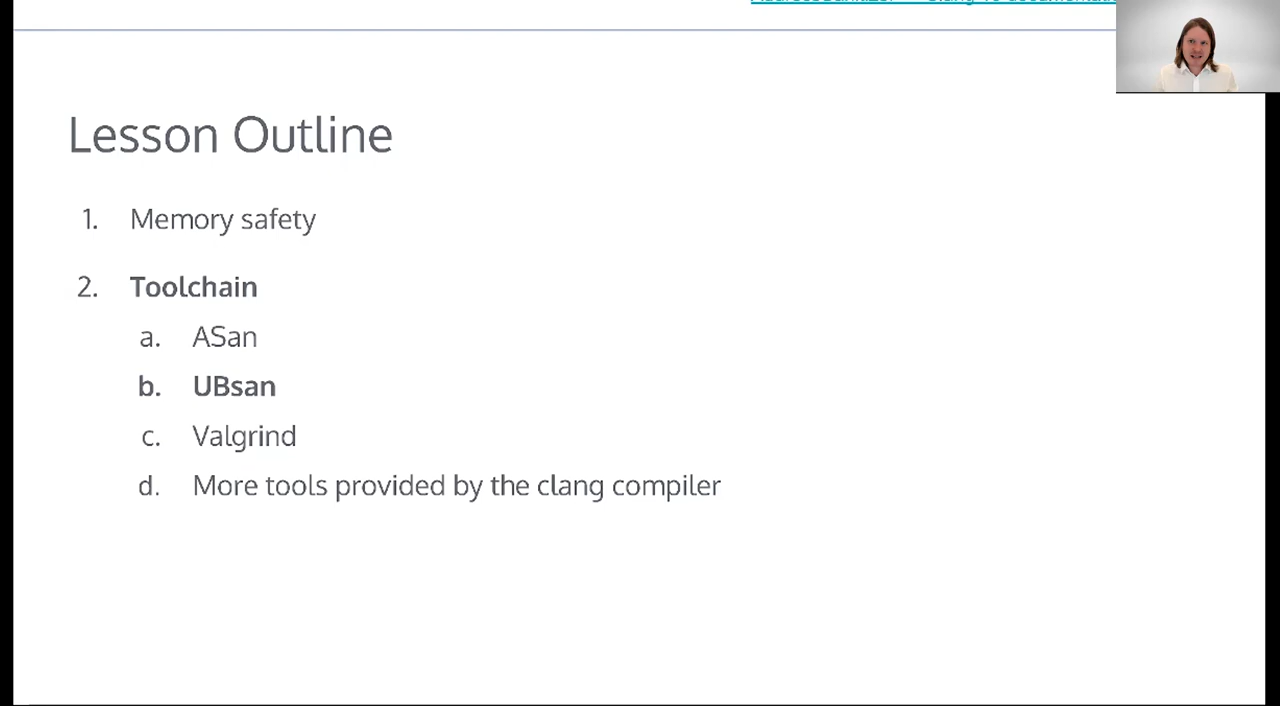 Lesson Outline
1. Memory safety
2. Toolchain
a. ASan
b. UBsan
c. Valgrind
d. More tools provided by the clang compiler